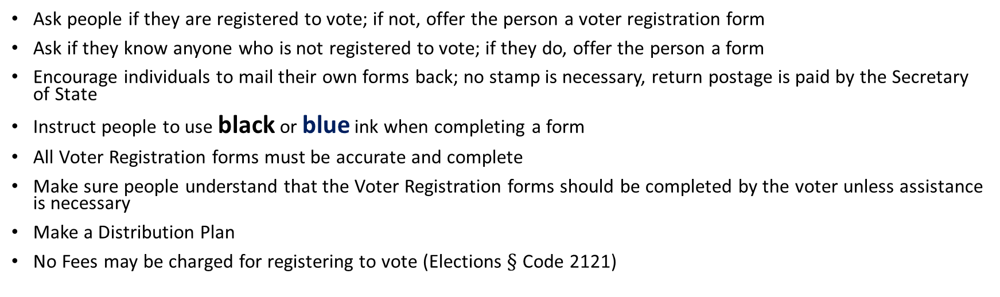 • Ask people if they are registered to vote; if not, offer the person a voter registration form
• Ask if they know anyone who is not registered to vote; if they do, offer the person a form
• Encourage individuals to mail their own forms back; no stamp is necessary, return postage is paid by the Secretary
of State
• Instruct people to use black or blue ink when completing a form
• All Voter Registration forms must be accurate and complete
• Make sure people understand that the Voter Registration forms should be completed by the voter unless assistance
is necessary
• Make a Distribution Plan
• No Fees may be charged for registering to vote (Elections § Code 2121)